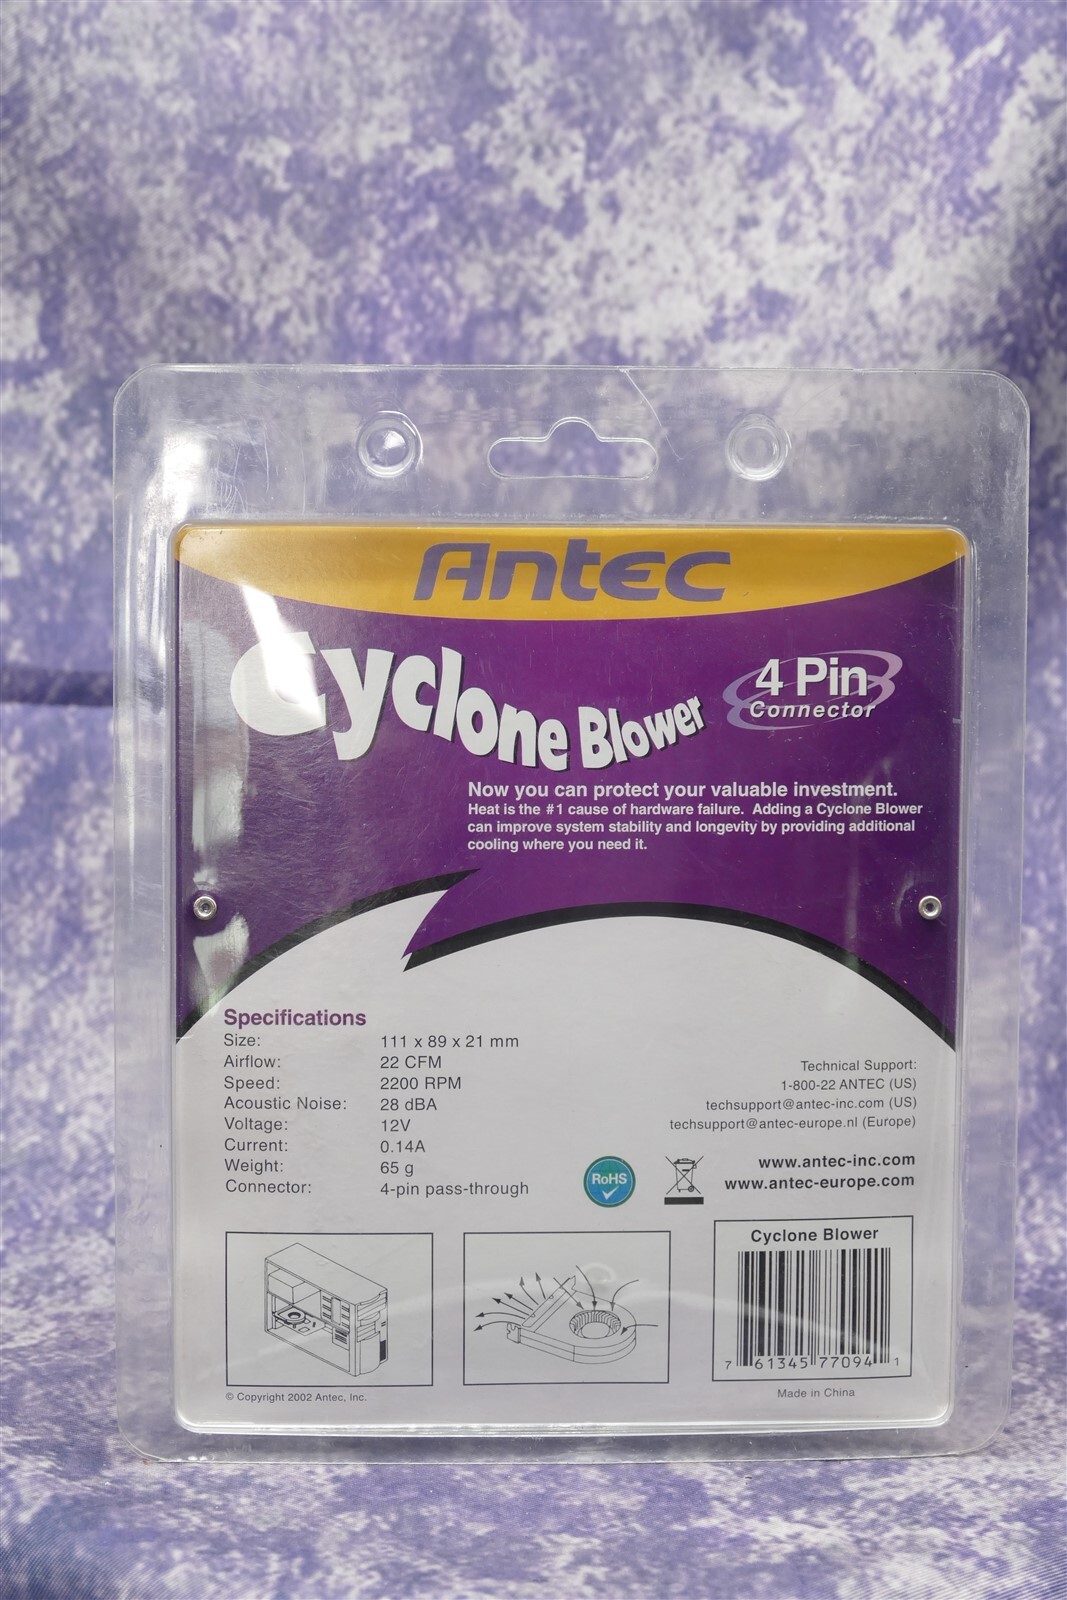 Antec
Cyclone Blower
4 Pin
Connector
Now you can protect your valuable investment.
Heat is the #1 cause of hardware failure. Adding a Cyclone Blower
can improve system stability and longevity by providing additional
cooling where you need it.
Specifications
Size: 111 x 89 x 21 mm
Airflow: 22 CFM
Speed: 2200 RPM
Acoustic Noise: 28 dBA
Voltage: 12V
Current: 0.14A
Weight: 65 g
Connector: 4-pin pass-through
Technical Support:
1-800-22 ANTEC (US)
techsupport@antec-inc.com (US)
techsupport@antec-europe.nl (Europe)
RoHS
www.antec-inc.com
www.antec-europe.com
Cyclone Blower
7 61345 77094 1
© Copyright 2002 Antec, Inc.
Made in China